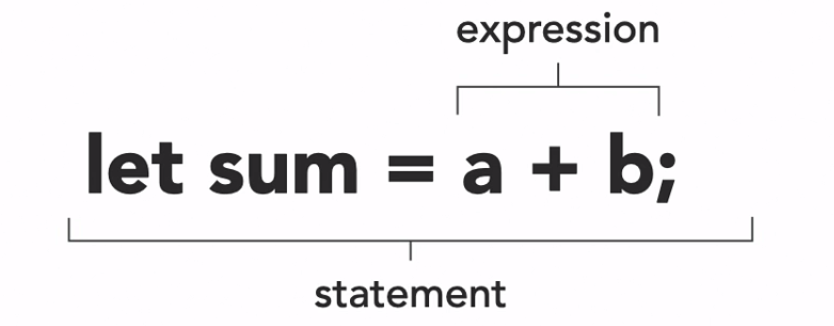 expression
let sum = a + b;
statement